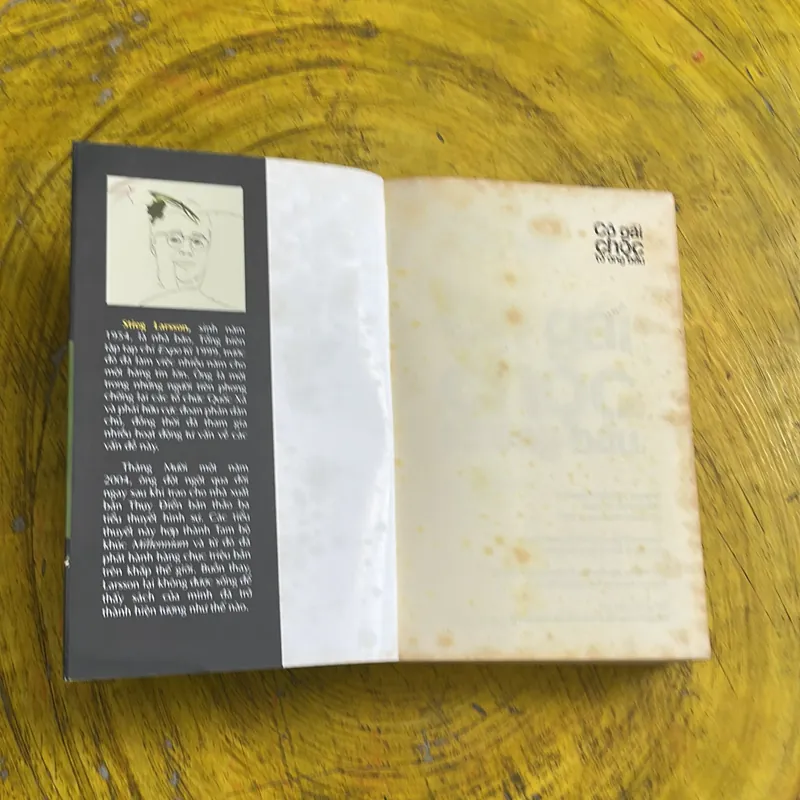 Stieg Larsson, sinh năm
1954, là nhà báo, Tổng biên
tập tạp chí Expo từ 1999, trước
đó đã làm việc nhiều năm cho
một hãng tin lớn. Ông là một
trong những người tiên phong
chống lại các tổ chức Quốc xã
và phái hữu cực đoan phản dân
chủ, đồng thời đã tham gia
nhiều hoạt động tư vấn về các
vấn đề này.
Tháng Mười một năm
2004, ông đột ngột qua đời
ngay sau khi trao cho nhà xuất
bản Thụy Điển bản thảo ba
tiểu thuyết hình sự. Các tiểu
thuyết này hợp thành Tam bộ
khúc Millennium và từ đó đã
phát hành hàng chục triệu bản
trên khắp thế giới. Buồn thay
Larsson lại không được sống để
thấy sách của mình đã trở
thành hiện tượng như thế nào.
Cô gái
chọc
tổ ong bầu